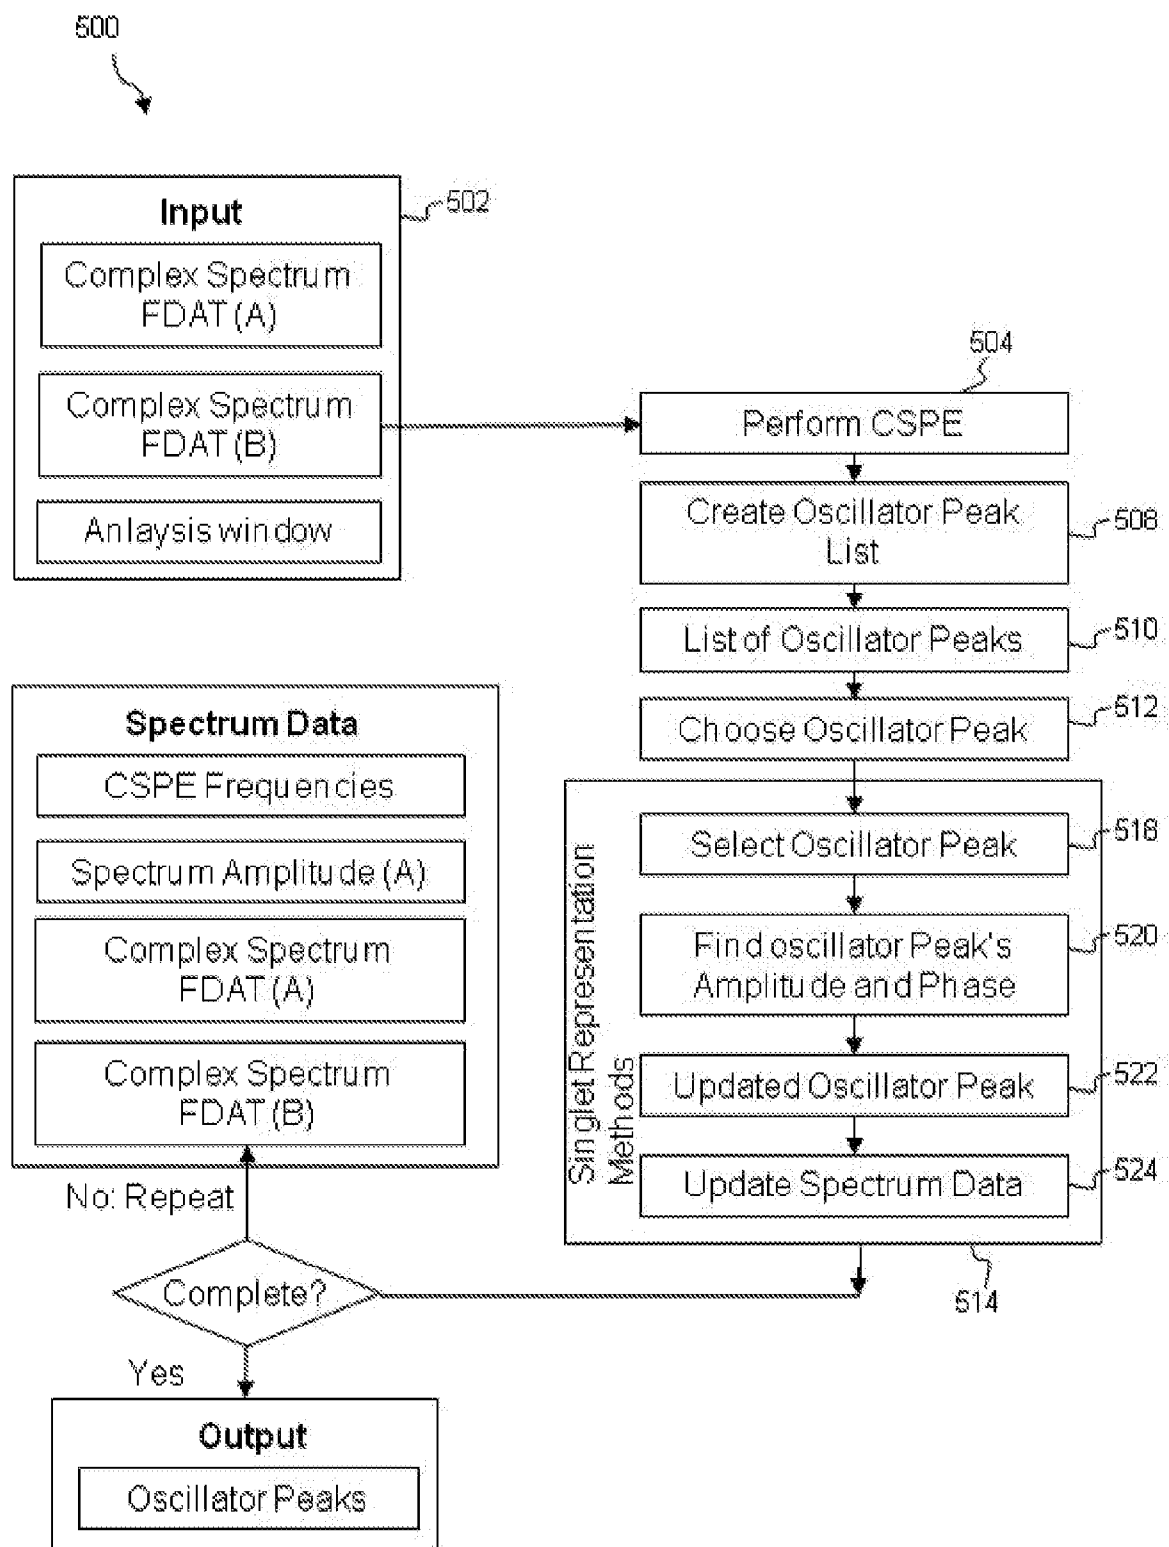 500
Input
502
Complex Spectrum
FDAT (A)
Complex Spectrum
FDAT (B)
Anlaysis window
504
Perform CSPE
Create Oscillator Peak
List
508
List of Oscillator Peaks
510
Choose Oscillator Peak
512
Singlet Representation
Methods
Select Oscillator Peak
518
Find oscillator Peak's
Amplitude and Phase
520
Updated Oscillator Peak
522
Update Spectrum Data
524
514
Spectrum Data
CSPE Frequencies
Spectrum Amplitude (A)
Complex Spectrum
FDAT (A)
Complex Spectrum
FDAT (B)
No: Repeat
Complete?
Yes
Output
Oscillator Peaks